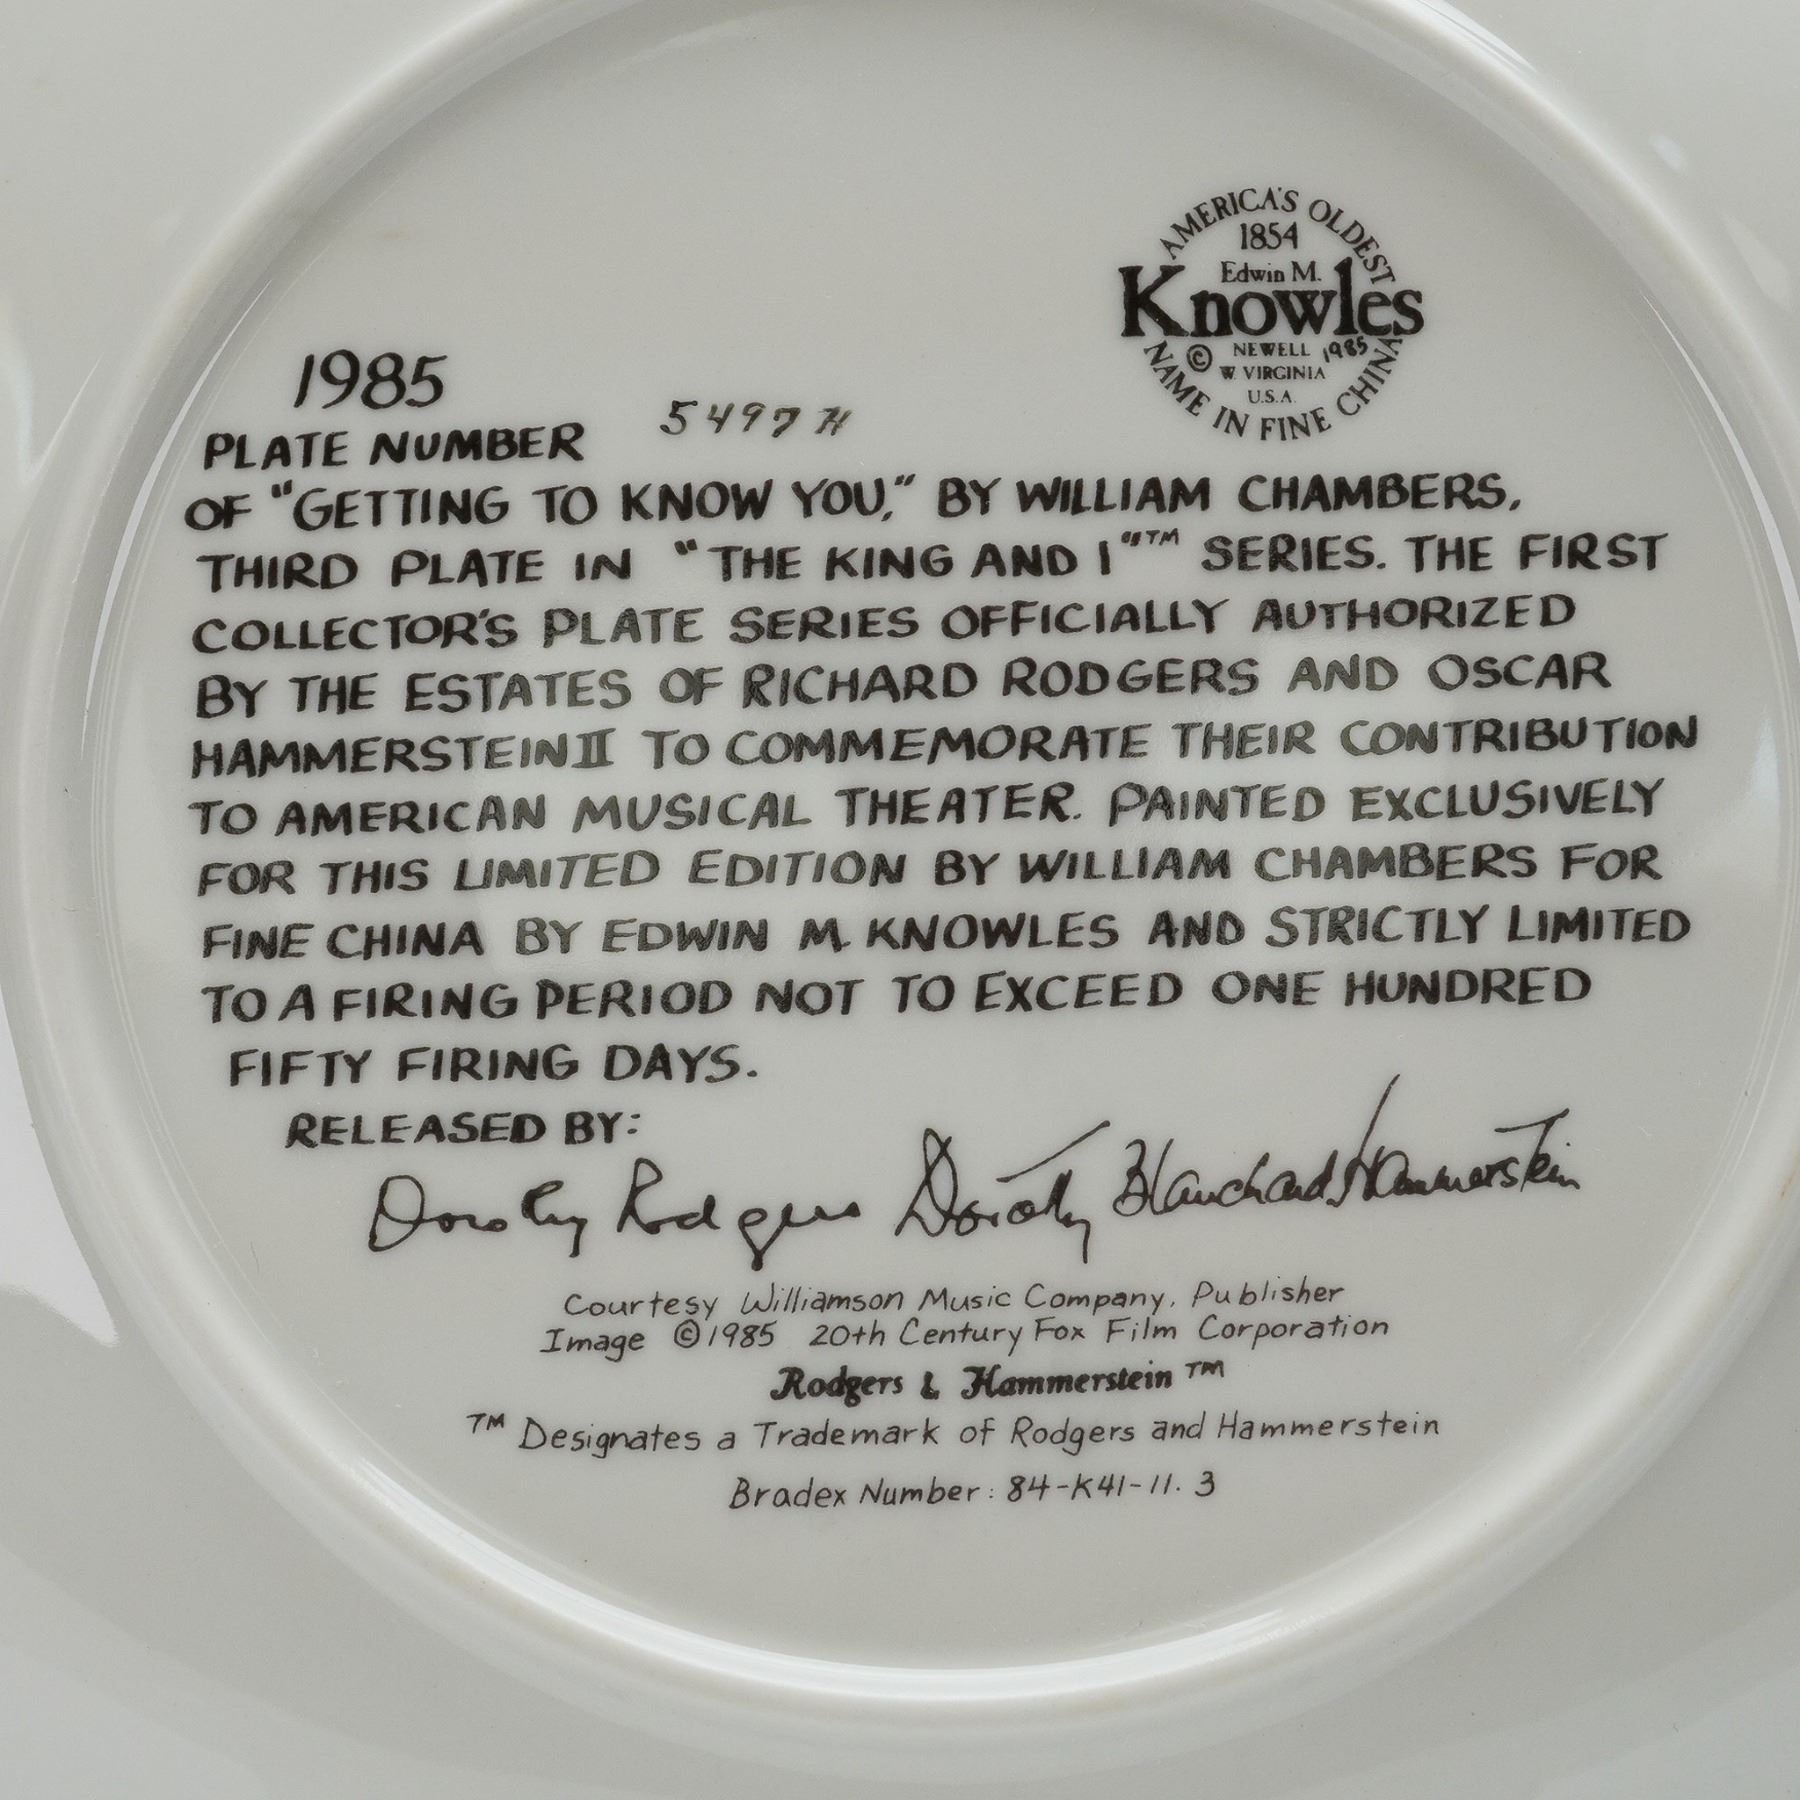 AMERICA'S OLDEST
1854
Edwin M.
Knowles
© NEWELL 1985
W. VIRGINIA
U.S.A.
NAME IN FINE CHINA
1985
PLATE NUMBER 5497H
OF "GETTING TO KNOW YOU," BY WILLIAM CHAMBERS,
THIRD PLATE IN "THE KING AND I"™ SERIES. THE FIRST
COLLECTOR'S PLATE SERIES OFFICIALLY AUTHORIZED
BY THE ESTATES OF RICHARD RODGERS AND OSCAR
HAMMERSTEIN II TO COMMEMORATE THEIR CONTRIBUTION
TO AMERICAN MUSICAL THEATER. PAINTED EXCLUSIVELY
FOR THIS LIMITED EDITION BY WILLIAM CHAMBERS FOR
FINE CHINA BY EDWIN M. KNOWLES AND STRICTLY LIMITED
TO A FIRING PERIOD NOT TO EXCEED ONE HUNDRED
FIFTY FIRING DAYS.
RELEASED BY:
Dorothy Rodgers Dorothy Blanchard Hammerstein
Courtesy Williamson Music Company, Publisher
Image ©1985 20th Century Fox Film Corporation
Rodgers & Hammerstein™
™ Designates a Trademark of Rodgers and Hammerstein
Bradex Number: 84-K41-11.3